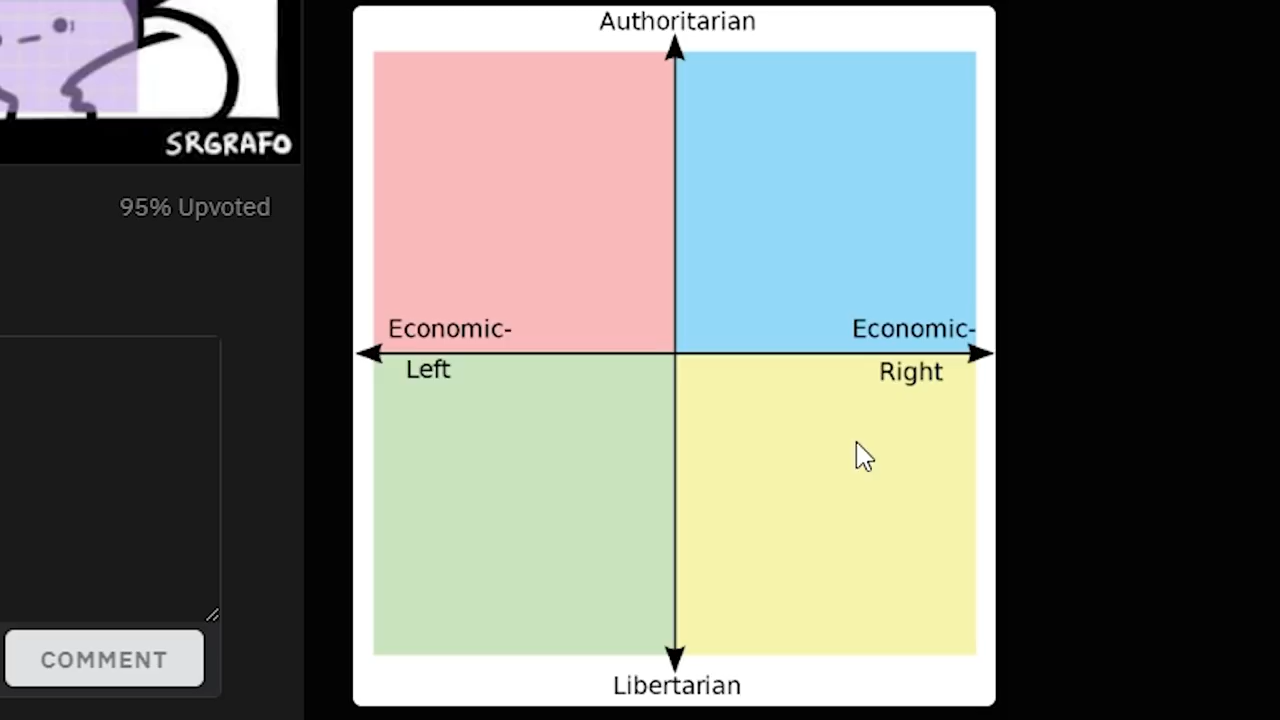 SRGRAFO
95% Upvoted
COMMENT
Authoritarian
Economic-
Left
Economic-
Right
Libertarian